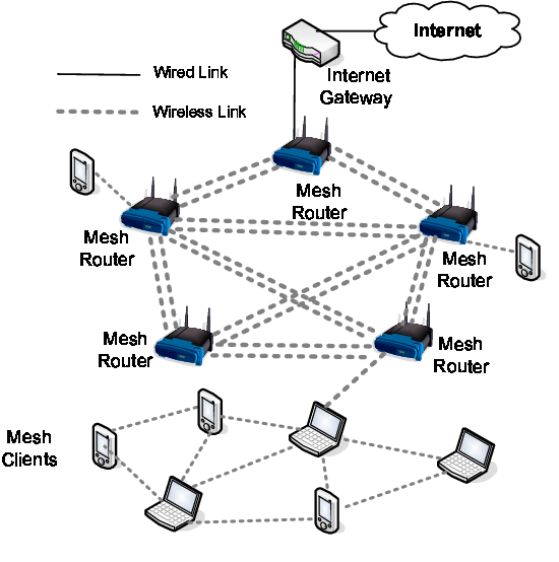 Internet
Wired Link
Internet
Gateway
Wireless Link
Mesh
Router
Mesh
Router
Mesh
Router
Mesh
Router
Mesh
Router
Mesh
Clients